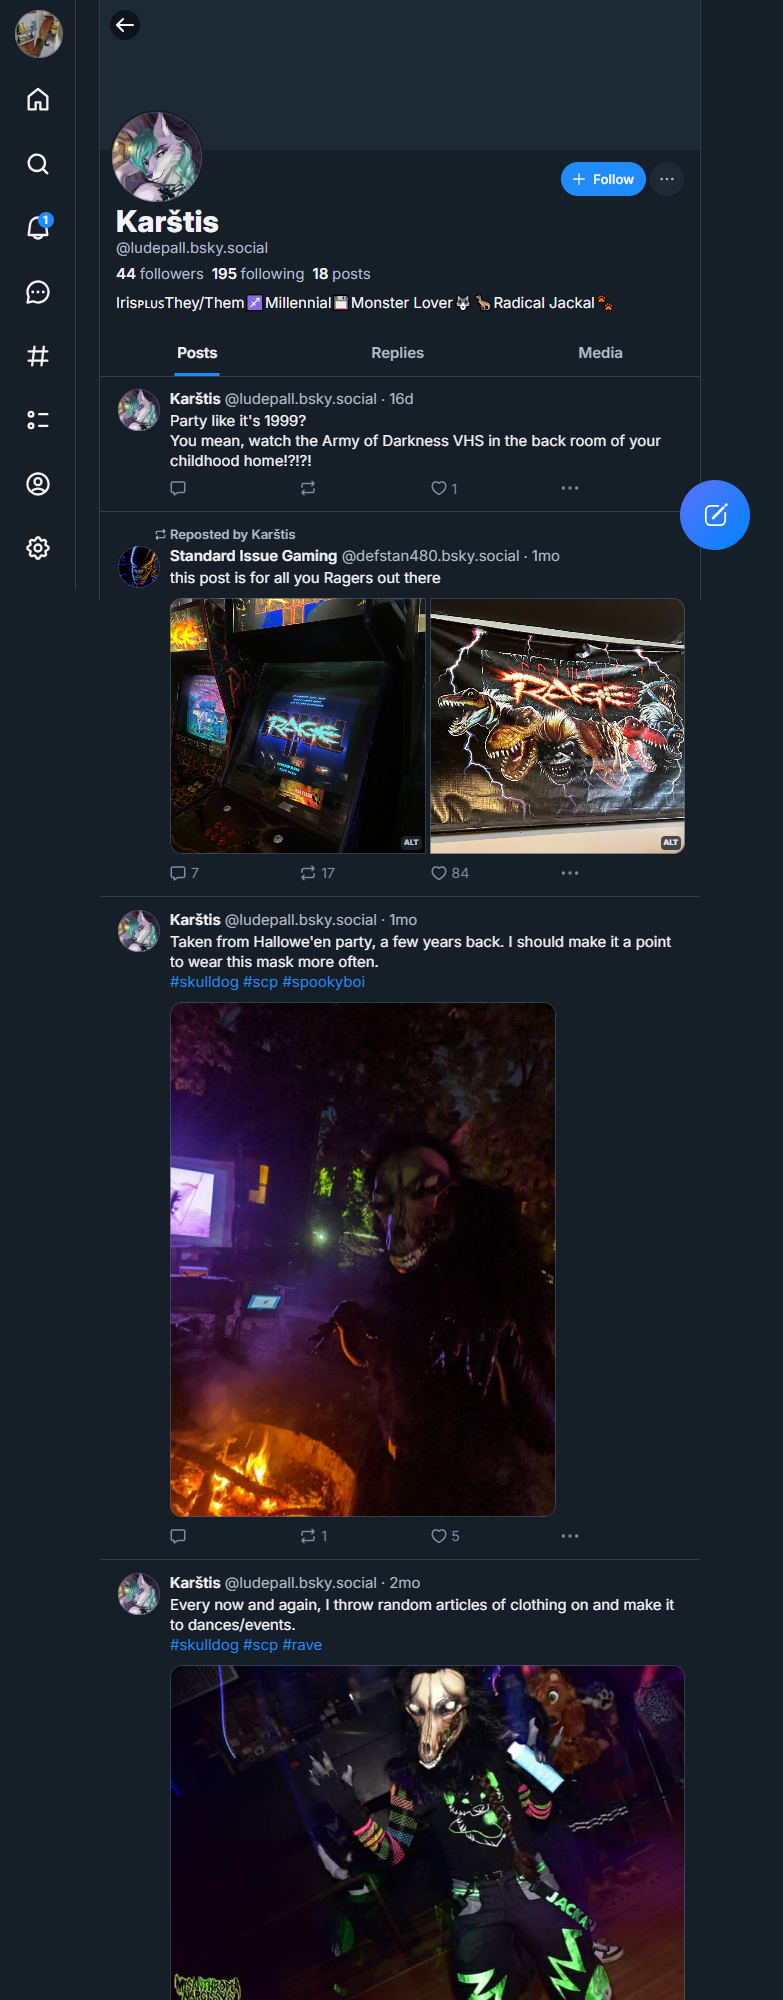 1
+ Follow
Karštis
@ludepall.bsky.social
44 followers 195 following 18 posts
IrisᴘʟᴜꜱThey/Them♐Millennial💾Monster Lover🐺🐕Radical Jackal🐾
Posts Replies Media
Karštis @ludepall.bsky.social · 16d
Party like it's 1999?
You mean, watch the Army of Darkness VHS in the back room of your
childhood home!?!?!
1
Reposted by Karštis
Standard Issue Gaming @defstan480.bsky.social · 1mo
this post is for all you Ragers out there
RAGE
RAGE
ALT
ALT
7 17 84
Karštis @ludepall.bsky.social · 1mo
Taken from Hallowe'en party, a few years back. I should make it a point
to wear this mask more often.
#skulldog #scp #spookyboi
1 5
Karštis @ludepall.bsky.social · 2mo
Every now and again, I throw random articles of clothing on and make it
to dances/events.
#skulldog #scp #rave
JACKA